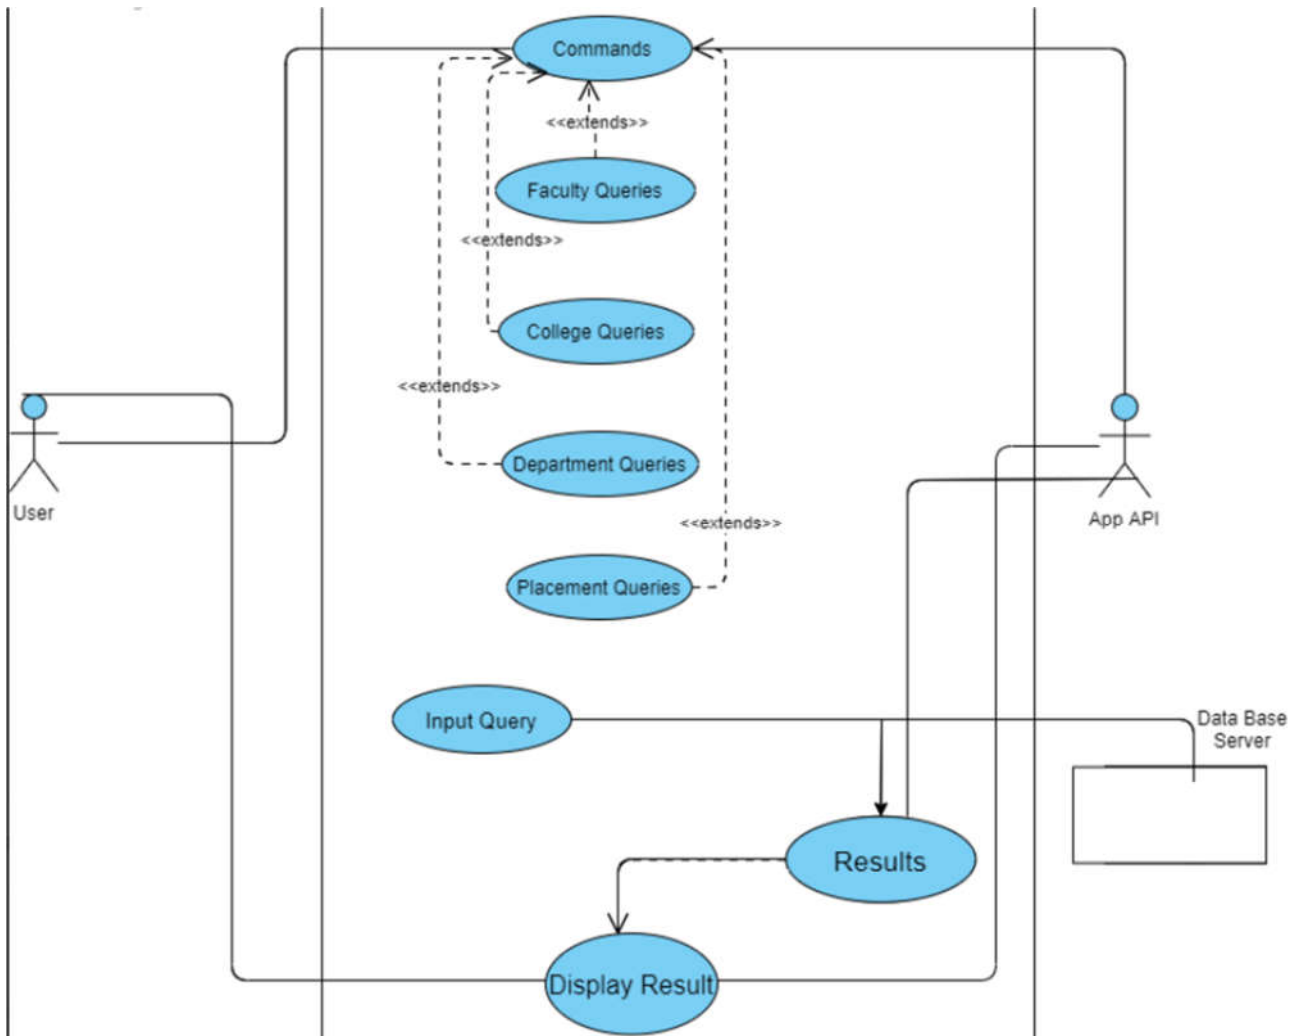 Commands
<<extends>>
Faculty Queries
<<extends>>
College Queries
<<extends>>
Department Queries
User
App API
<<extends>>
Placement Queries
Input Query
Data Base
Server
Results
Display Result